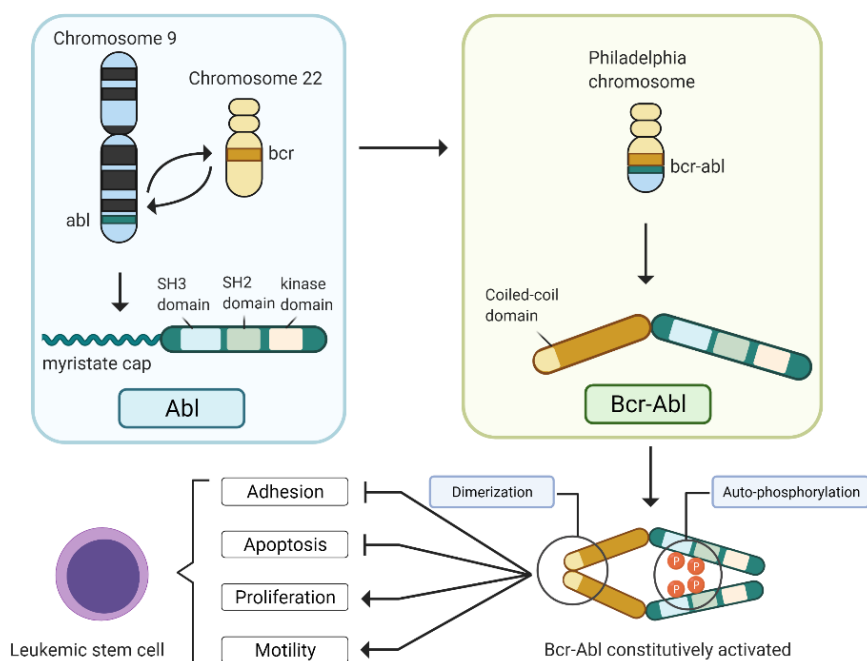 Chromosome 9
Chromosome 22
bcr
abl
SH3
domain
SH2
domain
kinase
domain
myristate cap
Abl
Philadelphia
chromosome
bcr-abl
Coiled-coil
domain
Bcr-Abl
Dimerization
Auto-phosphorylation
Adhesion
Apoptosis
Proliferation
Motility
P
P
P
P
P
Leukemic stem cell
Bcr-Abl constitutively activated